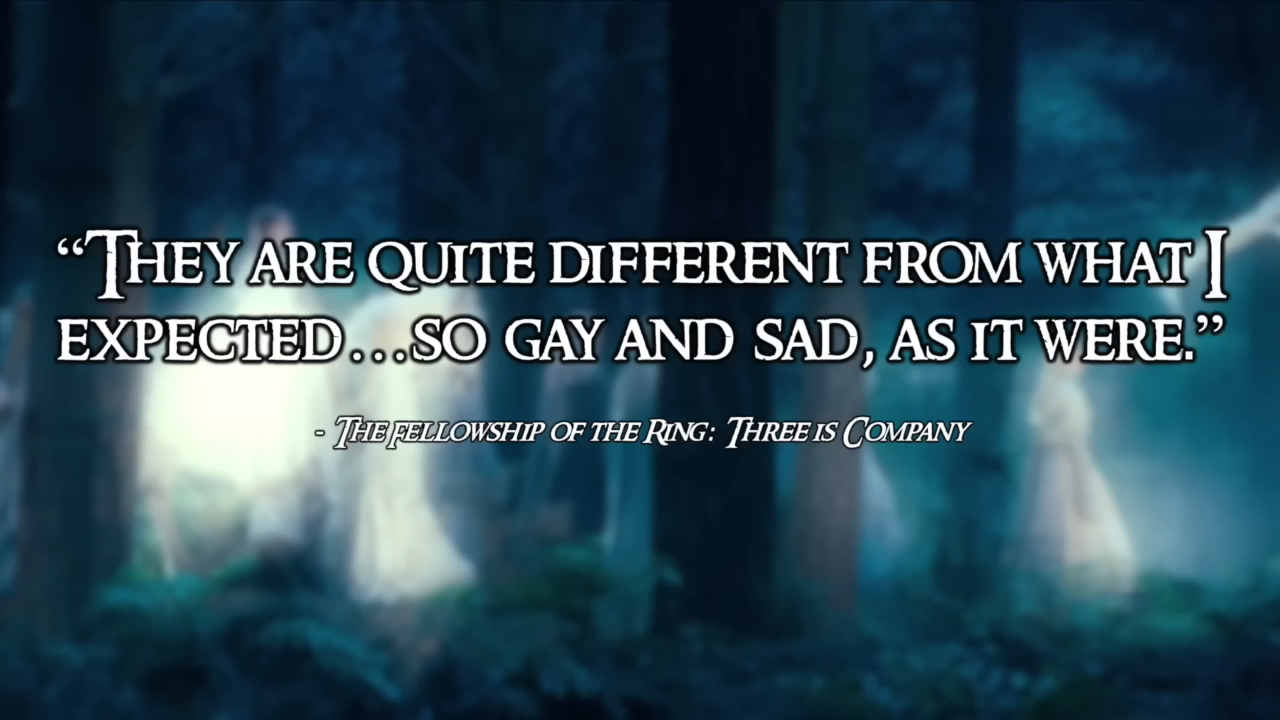 “They are quite different from what I
expected...so gay and sad, as it were.”
- The Fellowship of the Ring: Three is Company